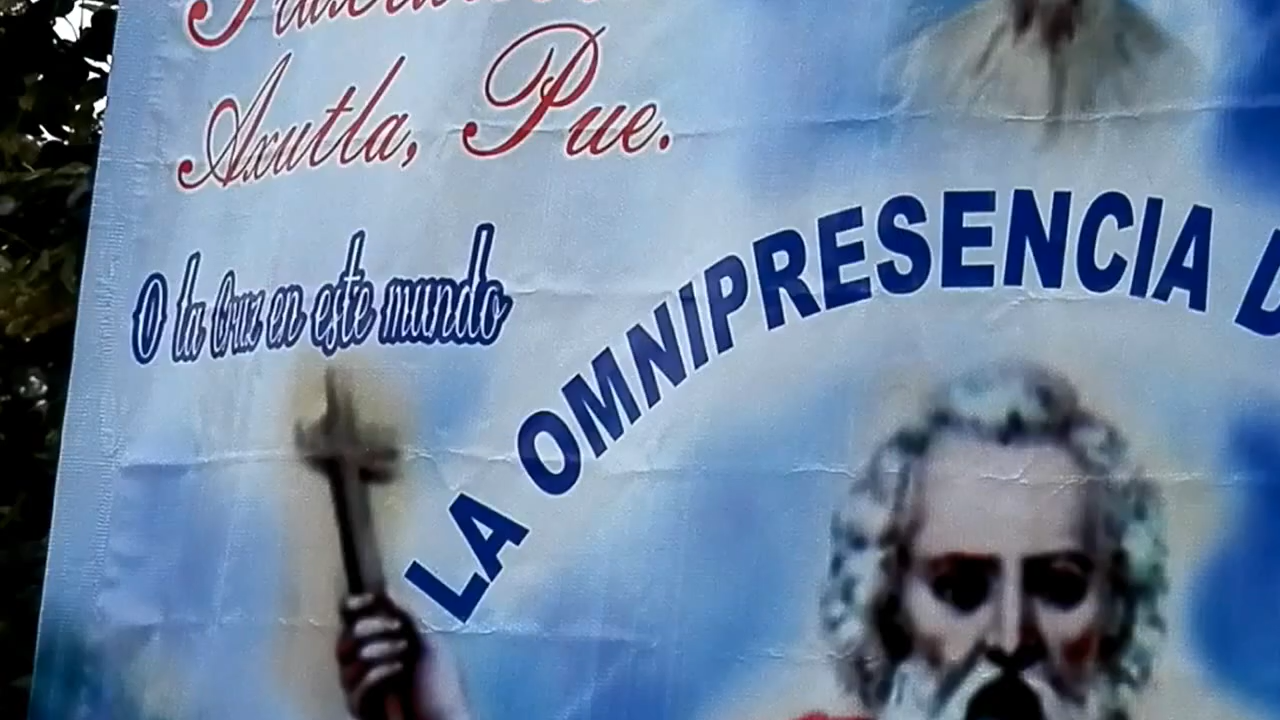 Axutla, Pue.
O la Cruz en este mundo
LA OMNIPRESENCIA D